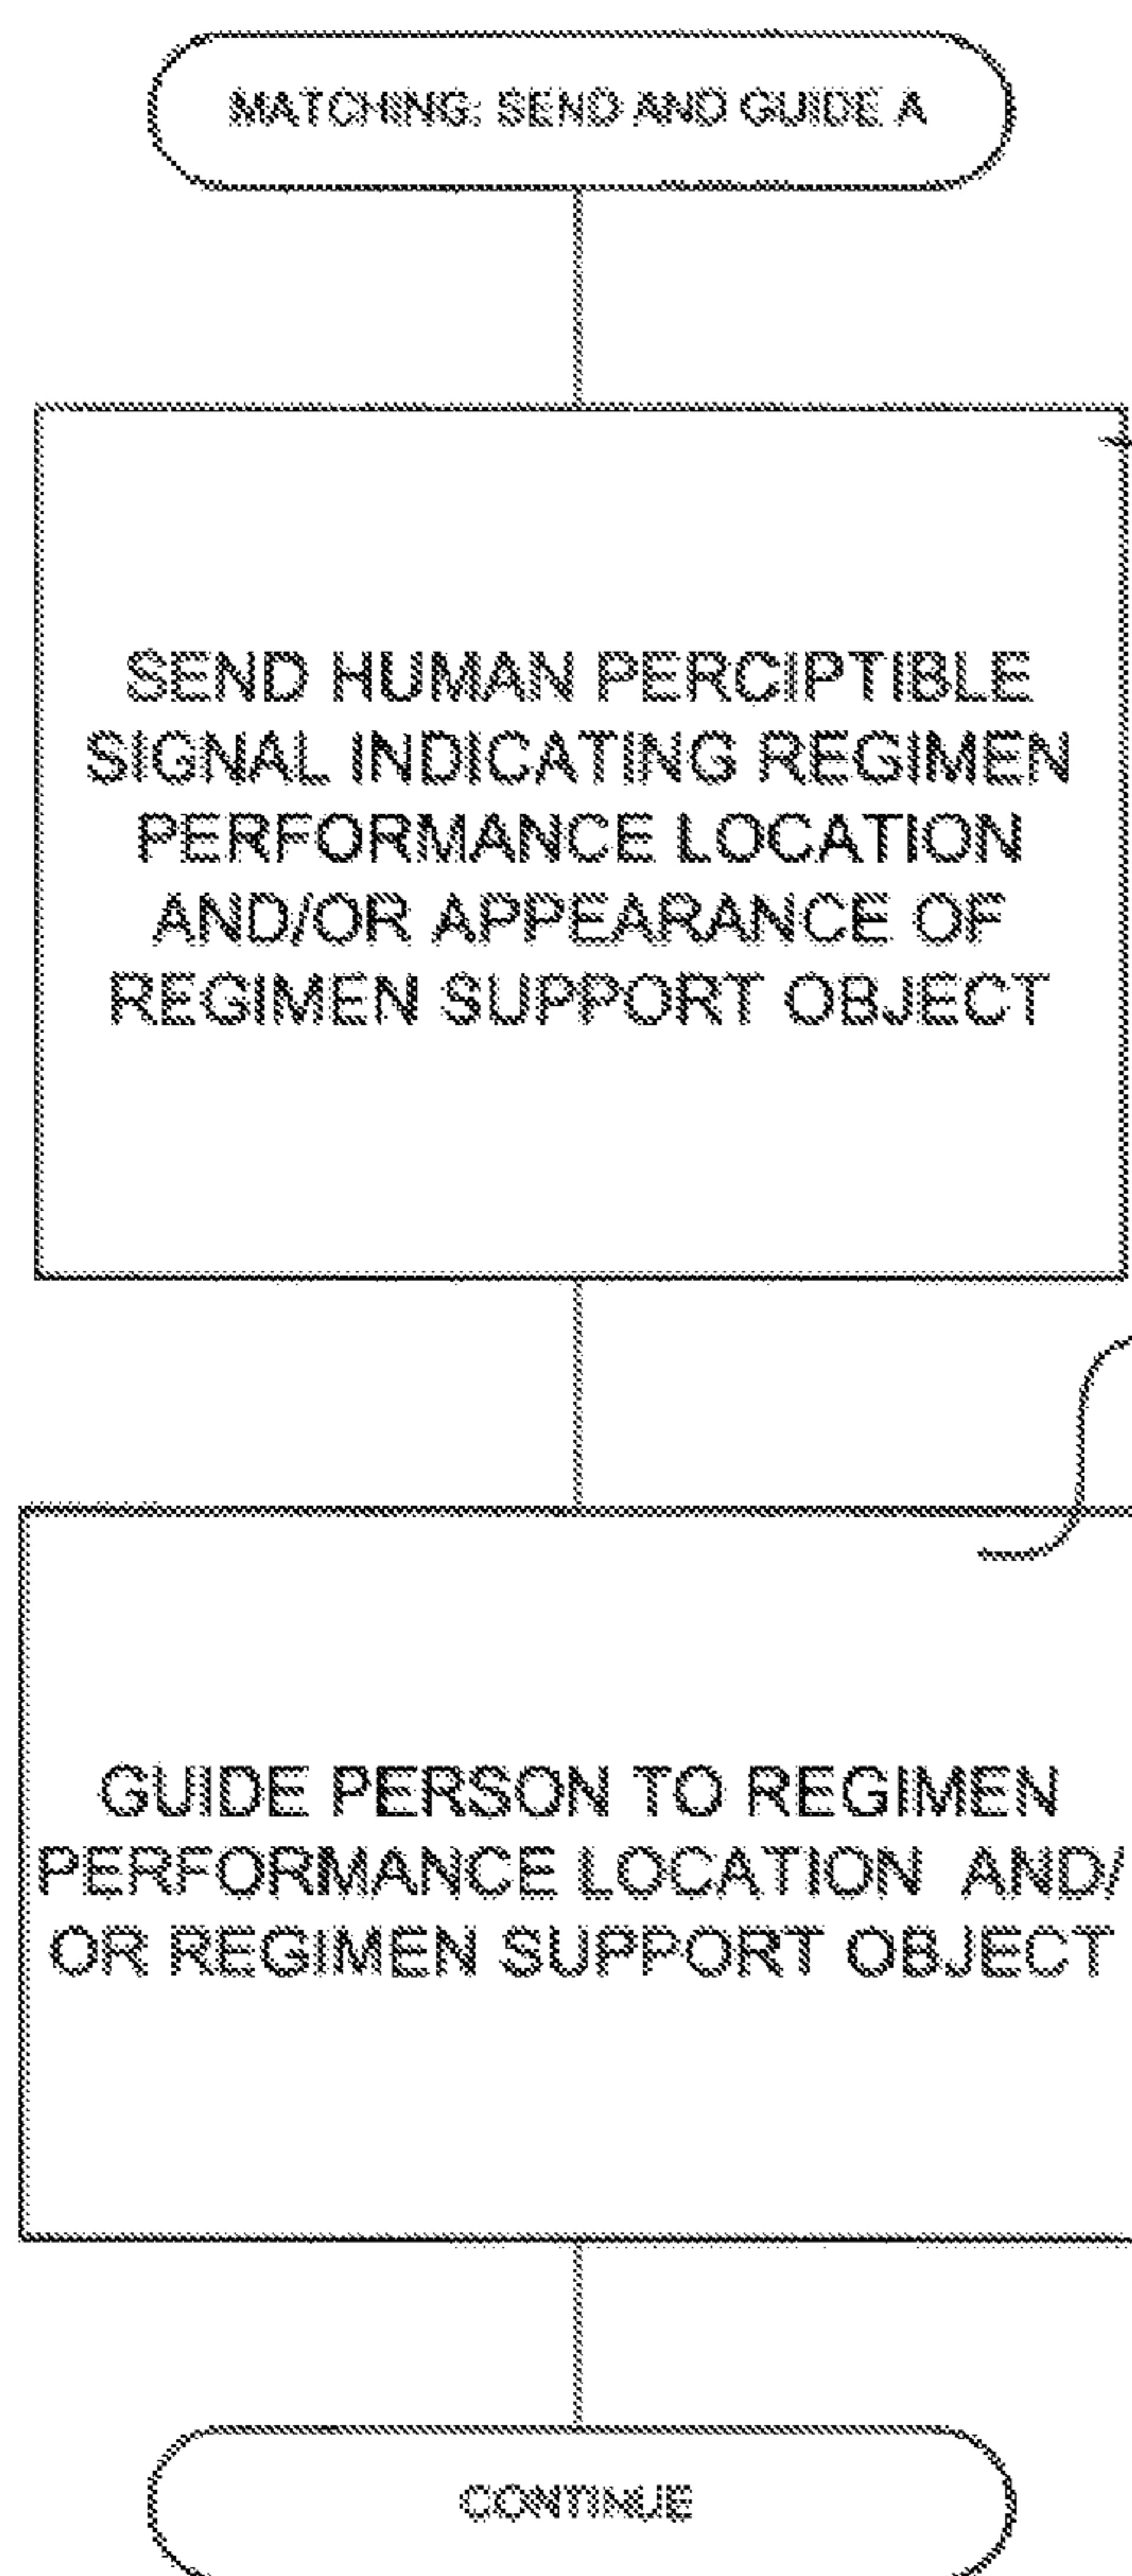 MATCHING: SEND AND GUIDE A
SEND HUMAN PERCIPTIBLE
SIGNAL INDICATING REGIMEN
PERFORMANCE LOCATION
AND/OR APPEARANCE OF
REGIMEN SUPPORT OBJECT
GUIDE PERSON TO REGIMEN
PERFORMANCE LOCATION AND/
OR REGIMEN SUPPORT OBJECT
CONTINUE